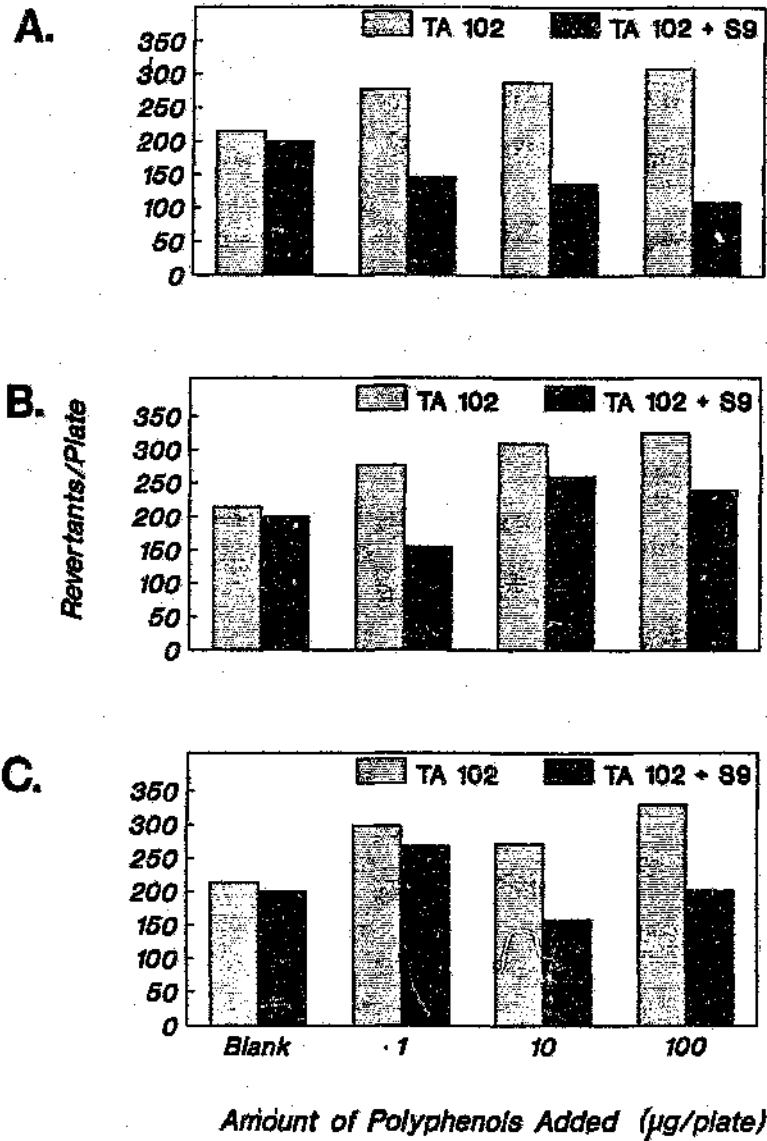 A.
TA 102 TA 102 + S9
350
300
250
200
150
100
50
0
B.
TA 102 TA 102 + S9
Revertants/Plate
350
300
250
200
150
100
50
0
C.
TA 102 TA 102 + S9
350
300
250
200
150
100
50
0
Blank 1 10 100
Amount of Polyphenols Added (µg/plate)